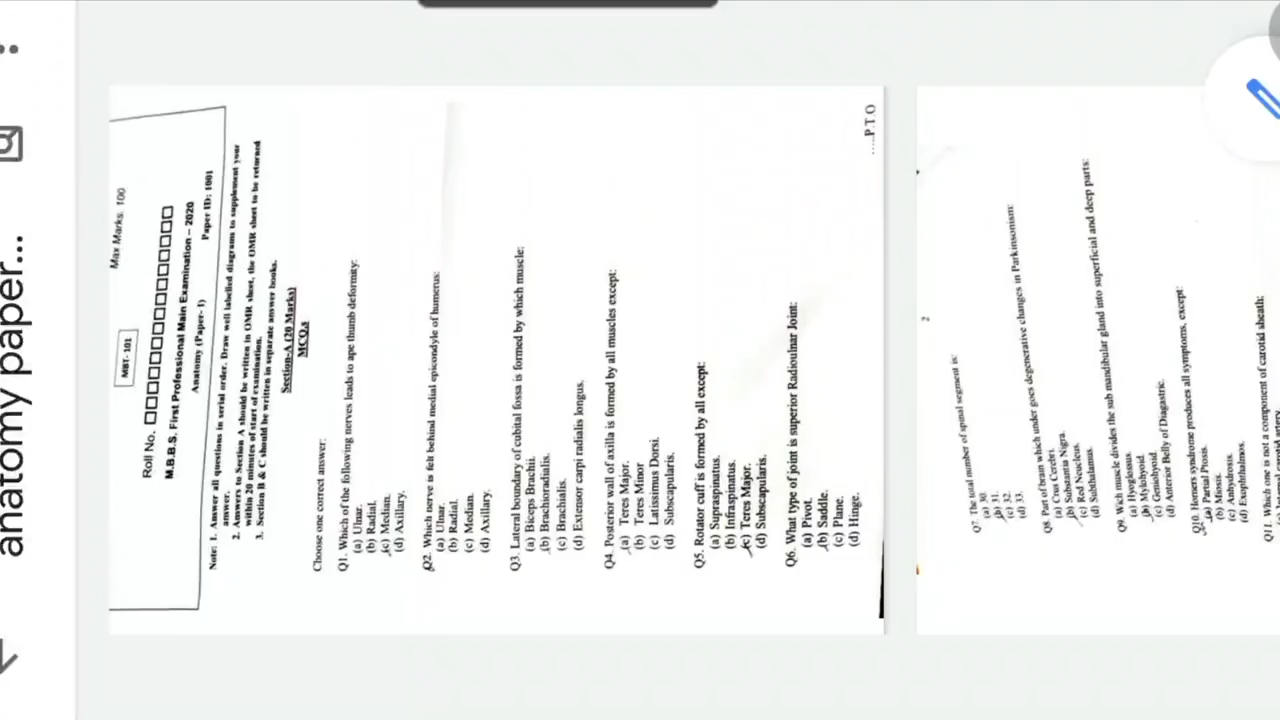 anatomy paper...
Max Marks: 100
MBT- 101
Roll No.
M.B.B.S. First Professional Main Examination – 2020
Anatomy (Paper- I)
Paper ID: 1001
Note: 1. Answer all questions in serial order. Draw well labelled diagrams to supplement your
answer.
2. Answers to Section A should be written in OMR sheet, the OMR sheet to be returned
within 20 minutes of start of examination.
3. Section B & C should be written in separate answer books.
Section-A (20 Marks)
MCQ.s
Choose one correct answer:
Q1. Which of the following nerves leads to ape thumb deformity:
(a) Ulnar.
(b) Radial.
(c) Median.
(d) Axillary.
Q2. Which nerve is felt behind medial epicondyle of humerus:
(a) Ulnar.
(b) Radial.
(c) Median.
(d) Axillary.
Q3. Lateral boundary of cubital fossa is formed by which muscle:
(a) Biceps Brachii.
(b) Brachioradialis.
(c) Brachialis.
(d) Extensor carpi radialis longus.
Q4. Posterior wall of axilla is formed by all muscles except:
(a) Teres Major.
(b) Teres Minor
(c) Latissimus Dorsi.
(d) Subscapularis.
Q5. Rotator cuff is formed by all except:
(a) Supraspinatus.
(b) Infraspinatus.
(c) Teres Major.
(d) Subscapularis.
Q6. What type of joint is superior Radioulnar Joint:
(a) Pivot.
(b) Saddle.
(c) Plane.
(d) Hinge.
.....P.T.O
2
Q7. The total number of spinal segment is:
(a) 30.
(b) 31.
(c) 32.
(d) 33.
Q8. Part of brain which under goes degenerative changes in Parkinsonism:
(a) Crus Cerebri.
(b) Substantia Nigra.
(c) Red Neucleus.
(d) Subthalamus.
Q9. Wich muscle divides the sub mandibular gland into superficial and deep parts:
(a) Hyoglossus.
(b) Mylohyoid.
(c) Geniohyoid.
(d) Anterior Belly of Diagastric.
Q10. Horners syndrome produces all symptoms, except:
(a) Partial Ptosis.
(b) Miosis.
(c) Anhydrosis.
(d) Exophthalmos.
Q11. Which one is not a component of carotid sheath: